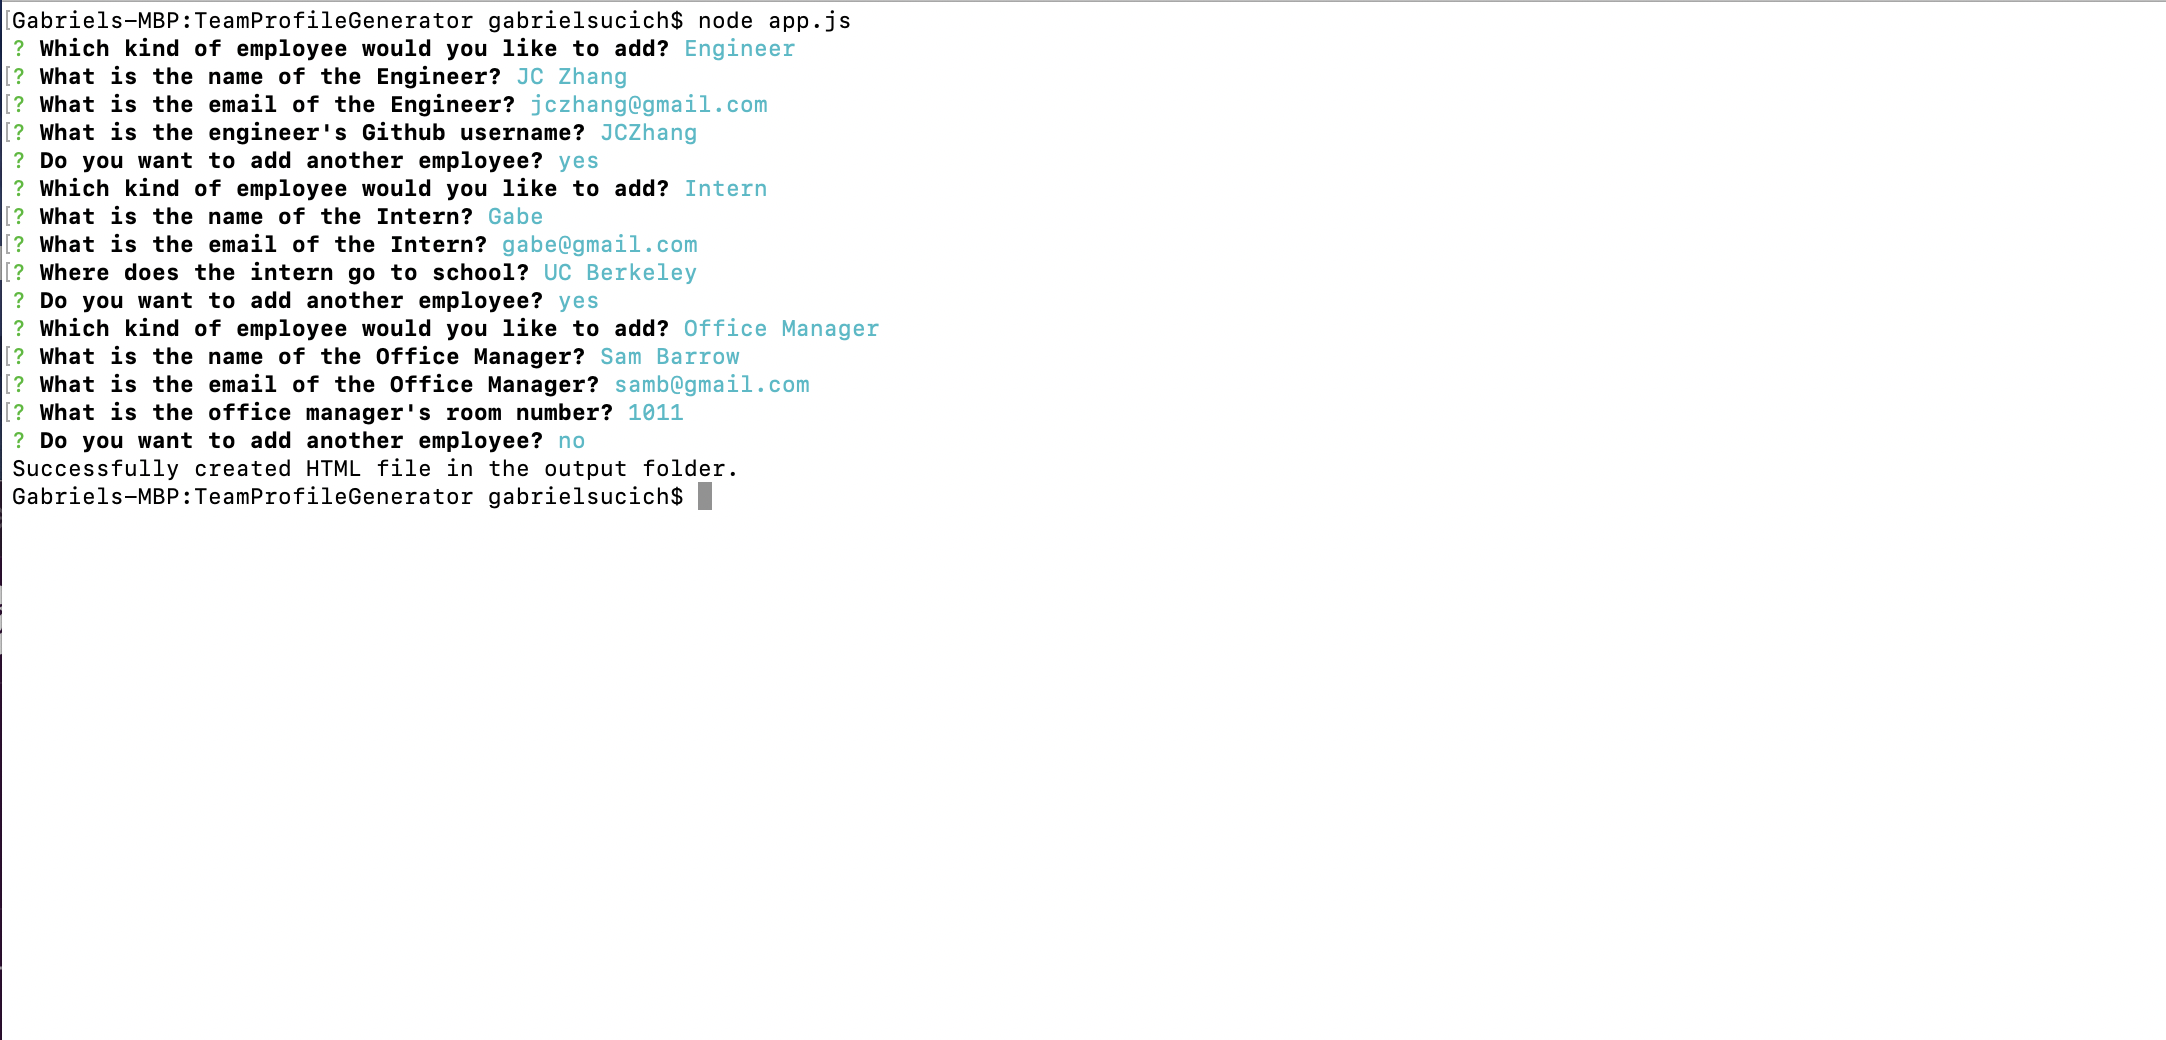 [Gabriels-MBP:TeamProfileGenerator gabrielsucich$ node app.js
? Which kind of employee would you like to add? Engineer
[? What is the name of the Engineer? JC Zhang
[? What is the email of the Engineer? jczhang@gmail.com
[? What is the engineer's Github username? JCZhang
? Do you want to add another employee? yes
? Which kind of employee would you like to add? Intern
[? What is the name of the Intern? Gabe
[? What is the email of the Intern? gabe@gmail.com
[? Where does the intern go to school? UC Berkeley
? Do you want to add another employee? yes
? Which kind of employee would you like to add? Office Manager
[? What is the name of the Office Manager? Sam Barrow
[? What is the email of the Office Manager? samb@gmail.com
[? What is the office manager's room number? 1011
? Do you want to add another employee? no
Successfully created HTML file in the output folder.
Gabriels-MBP:TeamProfileGenerator gabrielsucich$